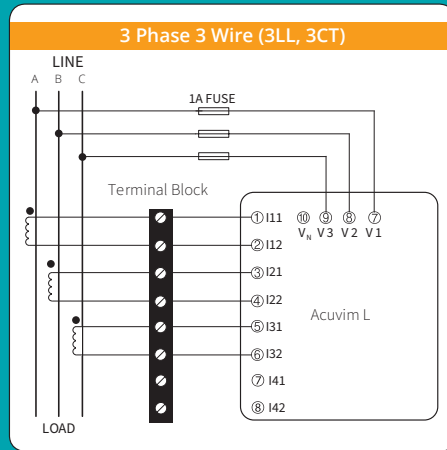 3 Phase 3 Wire (3LL, 3CT)
LINE
A B C
1A FUSE
Terminal Block
① I11
⑩ ⑨ ⑧ ⑦
V_N V3 V2 V1
② I12
③ I21
④ I22
Acuvim L
⑤ I31
⑥ I32
⑦ I41
⑧ I42
LOAD